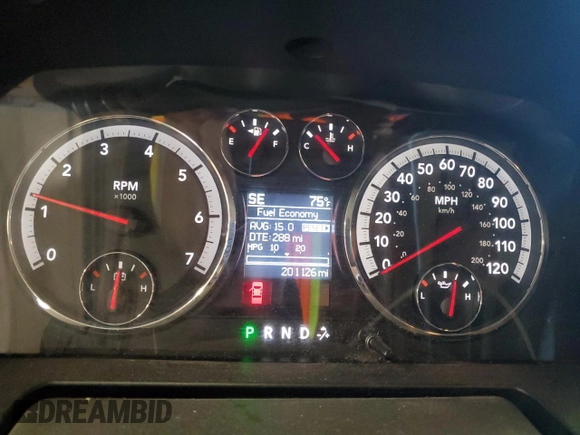 E F
C H
1 2 3 4 5 6 7 0
RPM
×1000
L H
SE 75°F
Fuel Economy
AVG: 15.0
DTE: 288 mi
MPG 10 20
201126 mi
0 10 20 30 40 50 60 70 80 90 100 110 120
MPH
km/h
L H
P R N D
DREAMBID